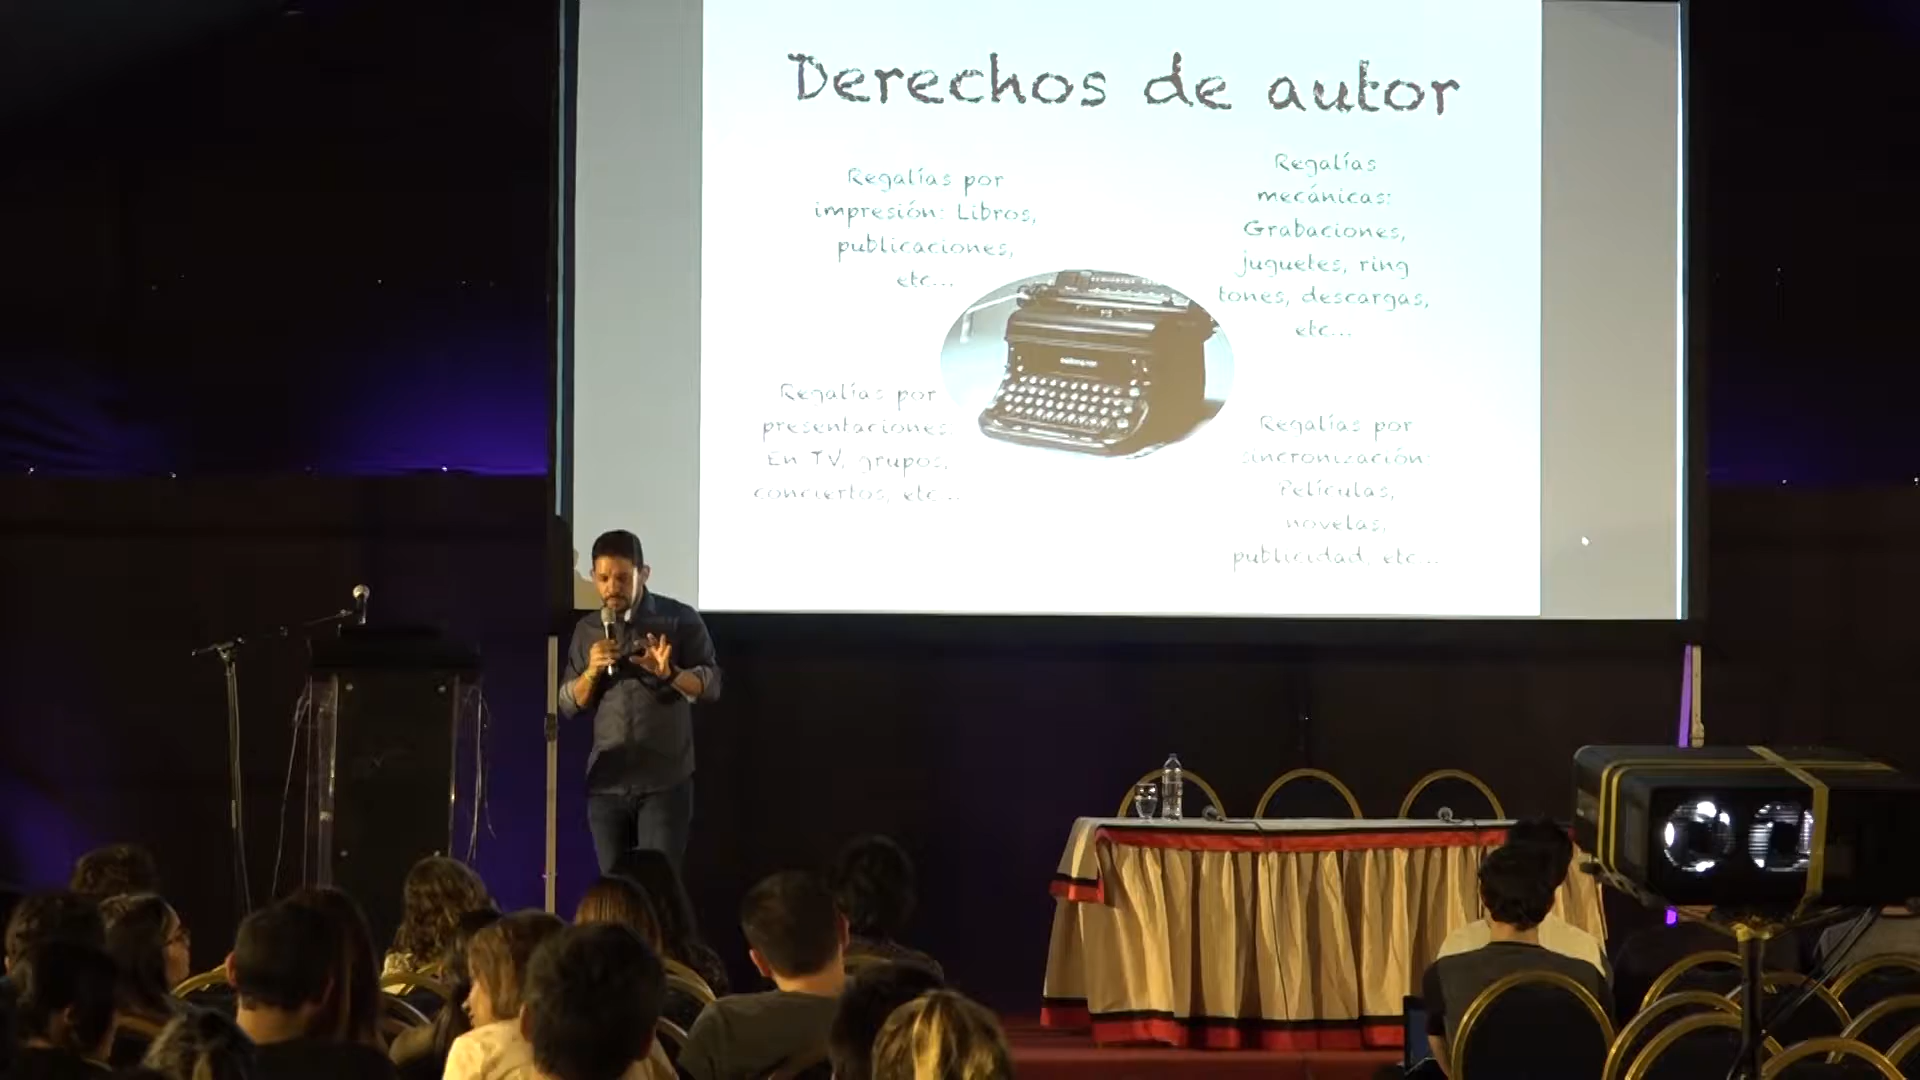 Derechos de autor
Regalías por
impresión: Libros,
publicaciones,
etc...
Regalías
mecánicas:
Grabaciones,
juguetes, ring
tones, descargas,
etc...
Regalías por
presentaciones:
En TV, grupos,
conciertos, etc...
Regalías por
sincronización:
Películas,
novelas,
publicidad, etc...